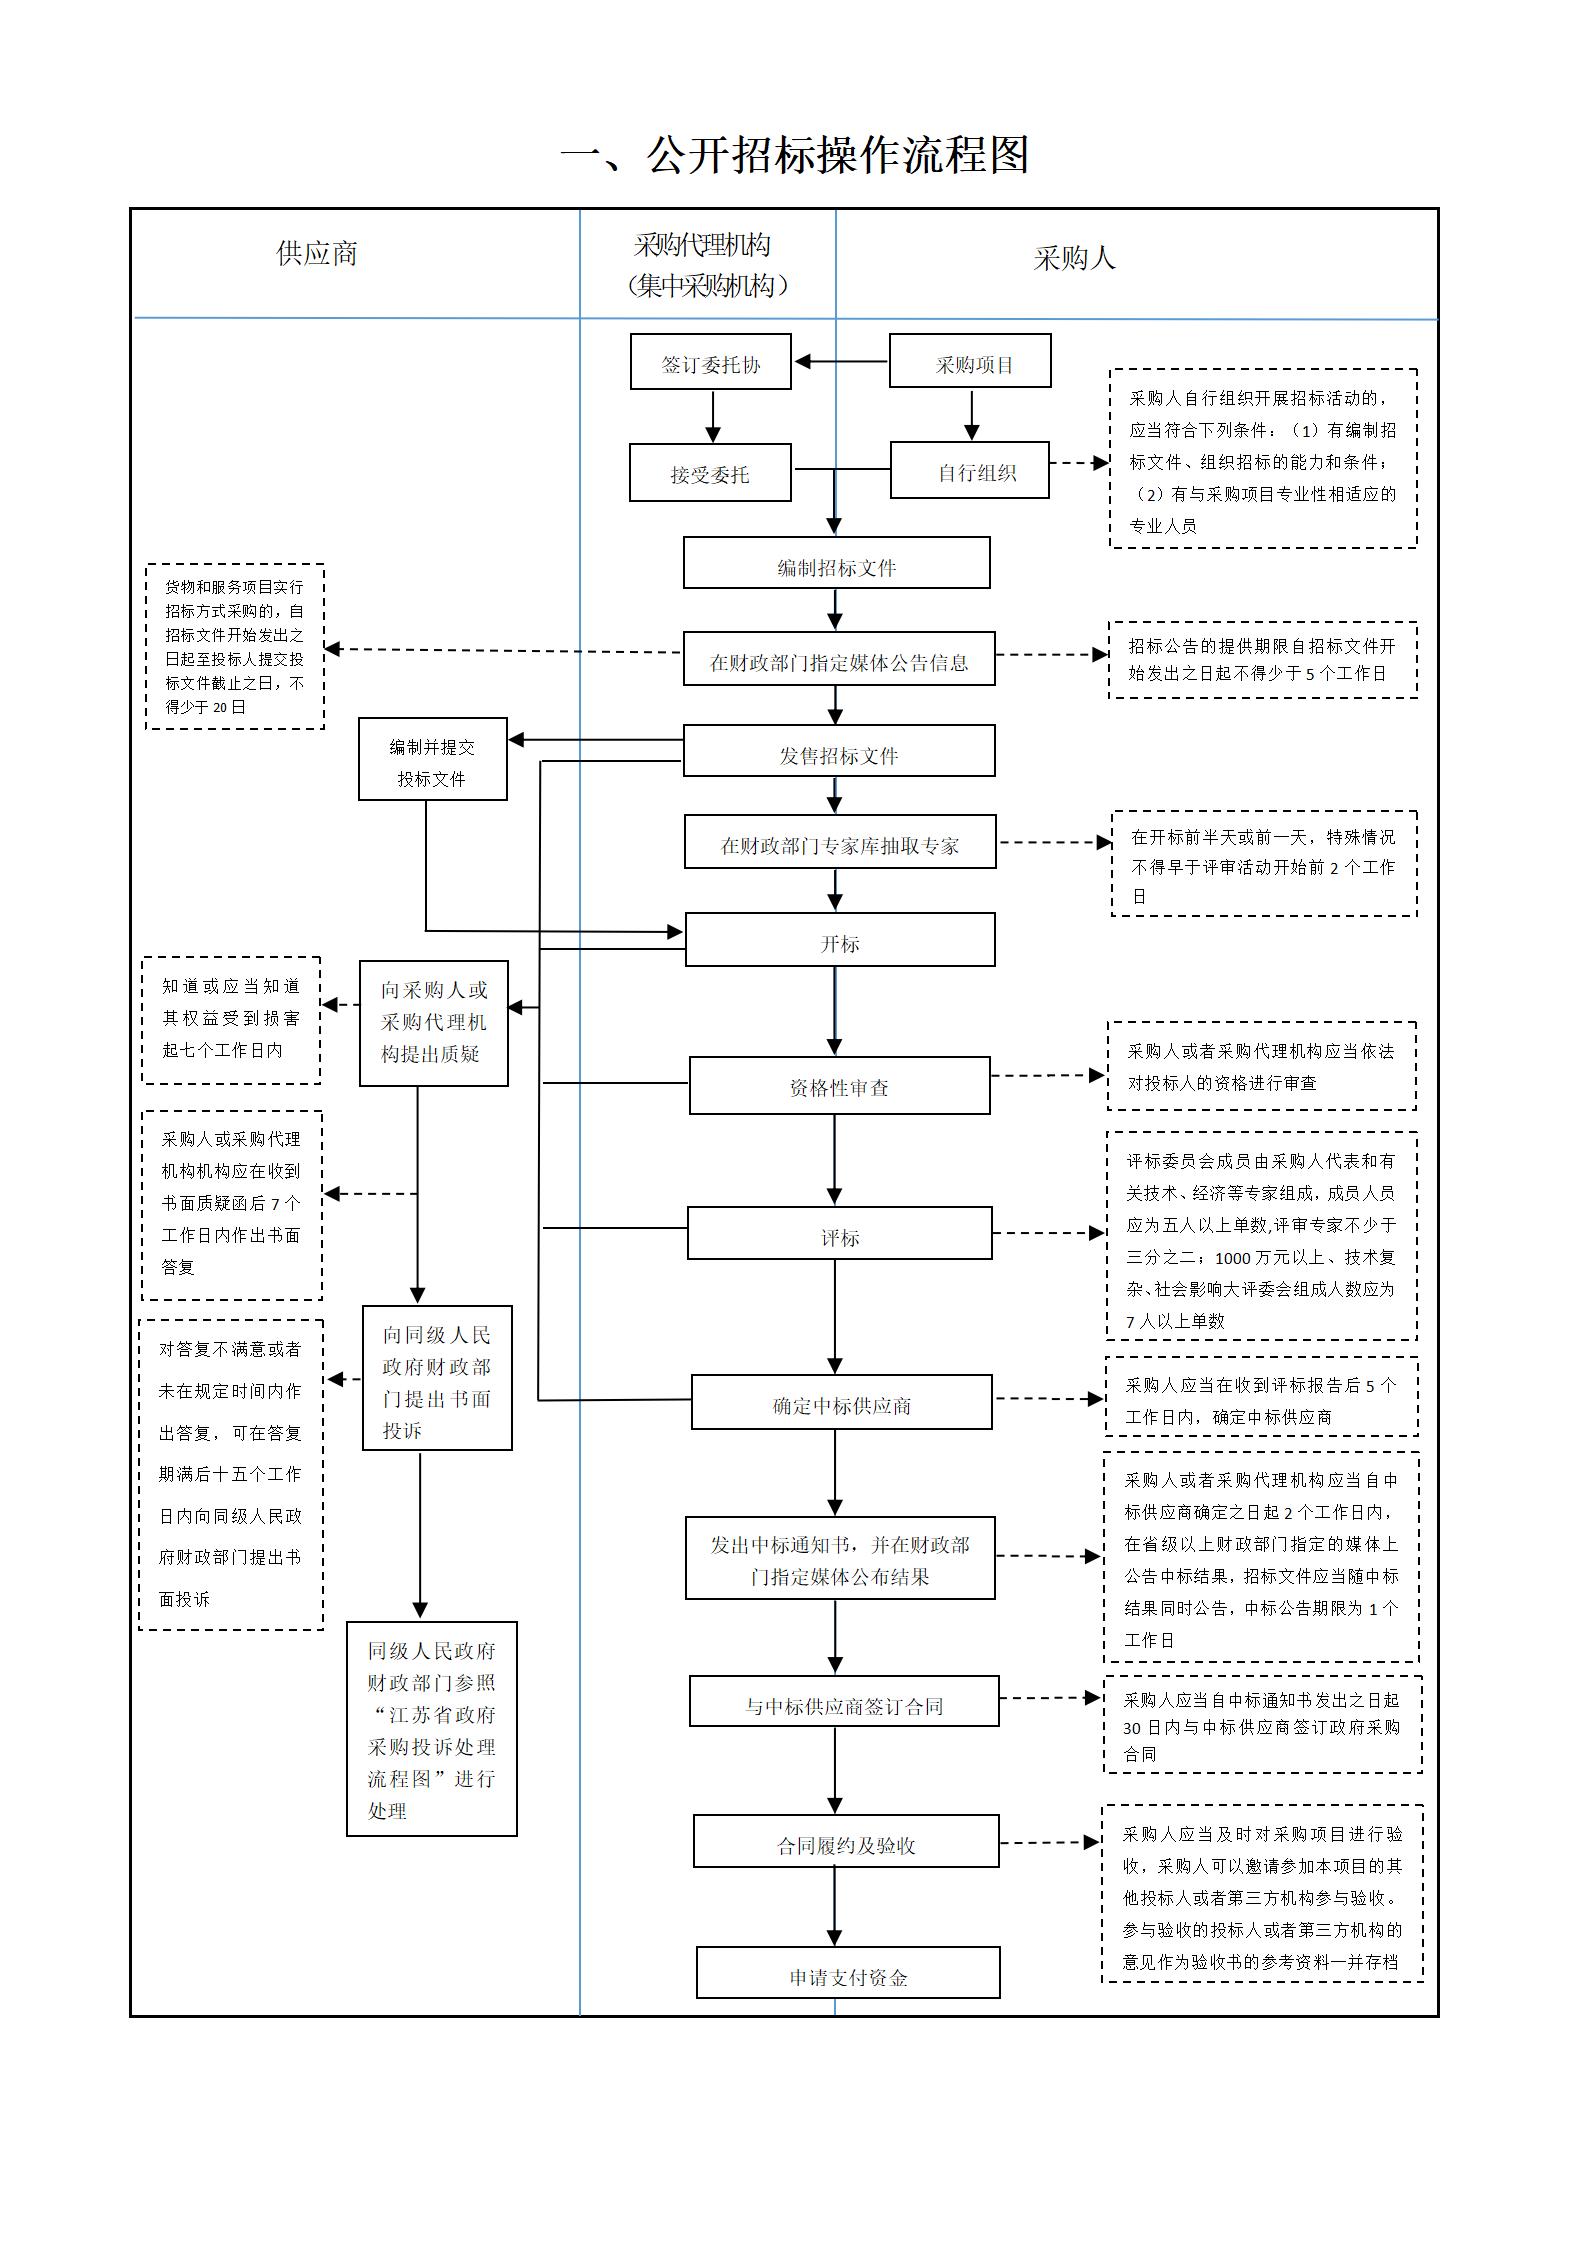 一、公开招标操作流程图
供应商
采购代理机构
（集中采购机构）
采购人
签订委托协
采购项目
采购人自行组织开展招标活动的，
应当符合下列条件：（1）有编制招
标文件、组织招标的能力和条件；
（2）有与采购项目专业性相适应的
专业人员
接受委托
自行组织
编制招标文件
货物和服务项目实行
招标方式采购的，自
招标文件开始发出之
日起至投标人提交投
标文件截止之日，不
得少于 20 日
在财政部门指定媒体公告信息
招标公告的提供期限自招标文件开
始发出之日起不得少于 5 个工作日
编制并提交
投标文件
发售招标文件
在财政部门专家库抽取专家
在开标前半天或前一天，特殊情况
不得早于评审活动开始前 2 个工作
日
开标
知道或应当知道
其权益受到损害
起七个工作日内
向采购人或
采购代理机
构提出质疑
资格性审查
采购人或者采购代理机构应当依法
对投标人的资格进行审查
采购人或采购代理
机构机构应在收到
书面质疑函后 7 个
工作日内作出书面
答复
评标
评标委员会成员由采购人代表和有
关技术、经济等专家组成，成员人员
应为五人以上单数,评审专家不少于
三分之二；1000 万元以上、技术复
杂、社会影响大评委会组成人数应为
7 人以上单数
对答复不满意或者
未在规定时间内作
出答复，可在答复
期满后十五个工作
日内向同级人民政
府财政部门提出书
面投诉
向同级人民
政府财政部
门提出书面
投诉
确定中标供应商
采购人应当在收到评标报告后 5 个
工作日内，确定中标供应商
发出中标通知书，并在财政部
门指定媒体公布结果
采购人或者采购代理机构应当自中
标供应商确定之日起 2 个工作日内，
在省级以上财政部门指定的媒体上
公告中标结果，招标文件应当随中标
结果同时公告，中标公告期限为 1 个
工作日
同级人民政府
财政部门参照
“江苏省政府
采购投诉处理
流程图”进行
处理
与中标供应商签订合同
采购人应当自中标通知书发出之日起
30 日内与中标供应商签订政府采购
合同
合同履约及验收
采购人应当及时对采购项目进行验
收，采购人可以邀请参加本项目的其
他投标人或者第三方机构参与验收。
参与验收的投标人或者第三方机构的
意见作为验收书的参考资料一并存档
申请支付资金